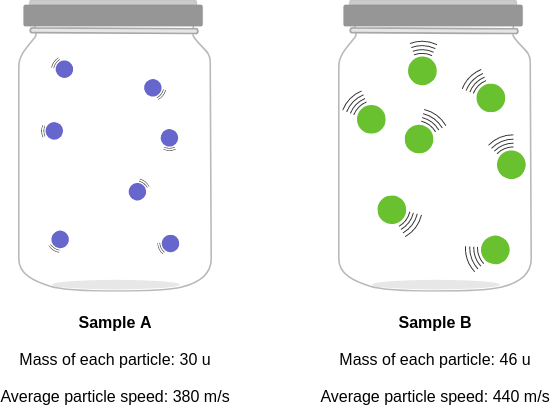 Sample A
Mass of each particle: 30 u
Average particle speed: 380 m/s
Sample B
Mass of each particle: 46 u
Average particle speed: 440 m/s